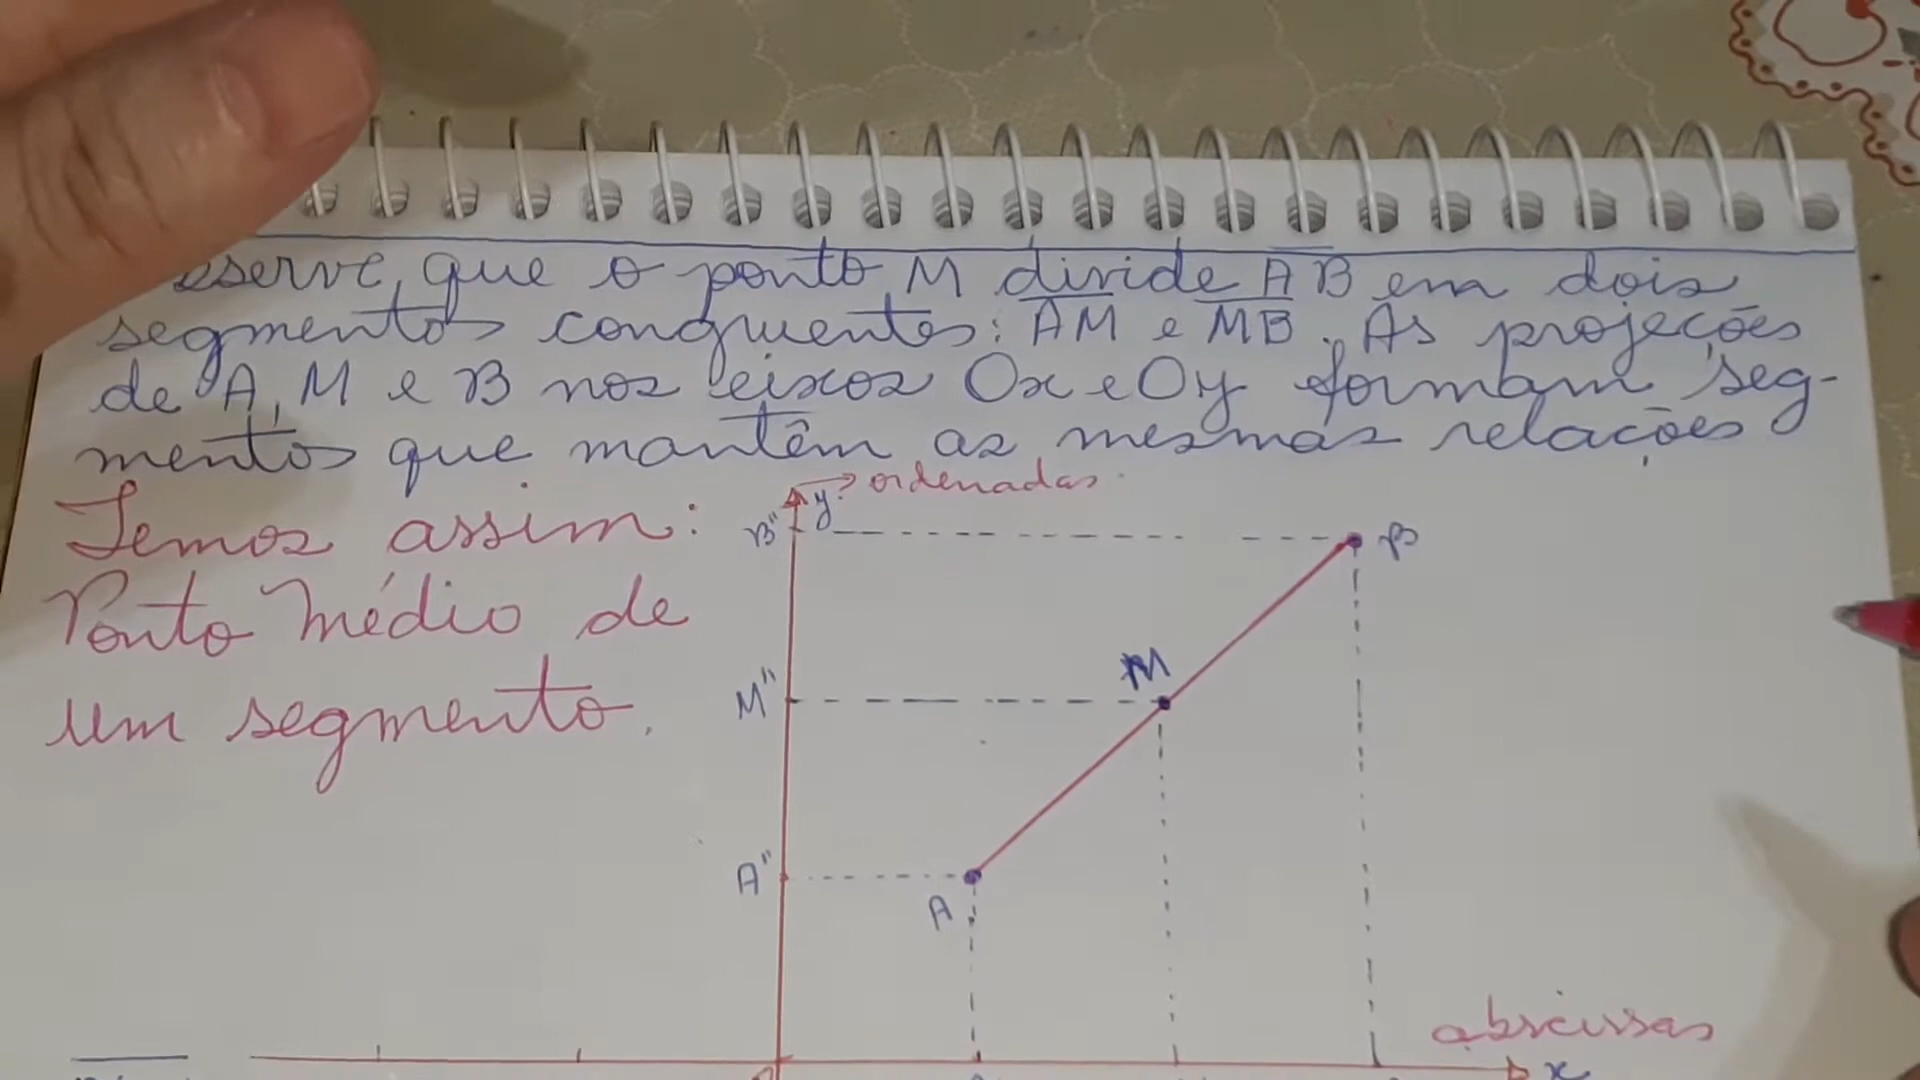 eserve, que o ponto M divide AB em dois
segmentos congruentes: AM e MB. As projeções
de A, M e B nos eixos Ox e Oy formam seg-
mentos que mantêm as mesmas relações
Temos assim:
Ponto Médio de
um segmento.
y → ordenadas
B"
B
M
M"
A"
A
abscissas
x